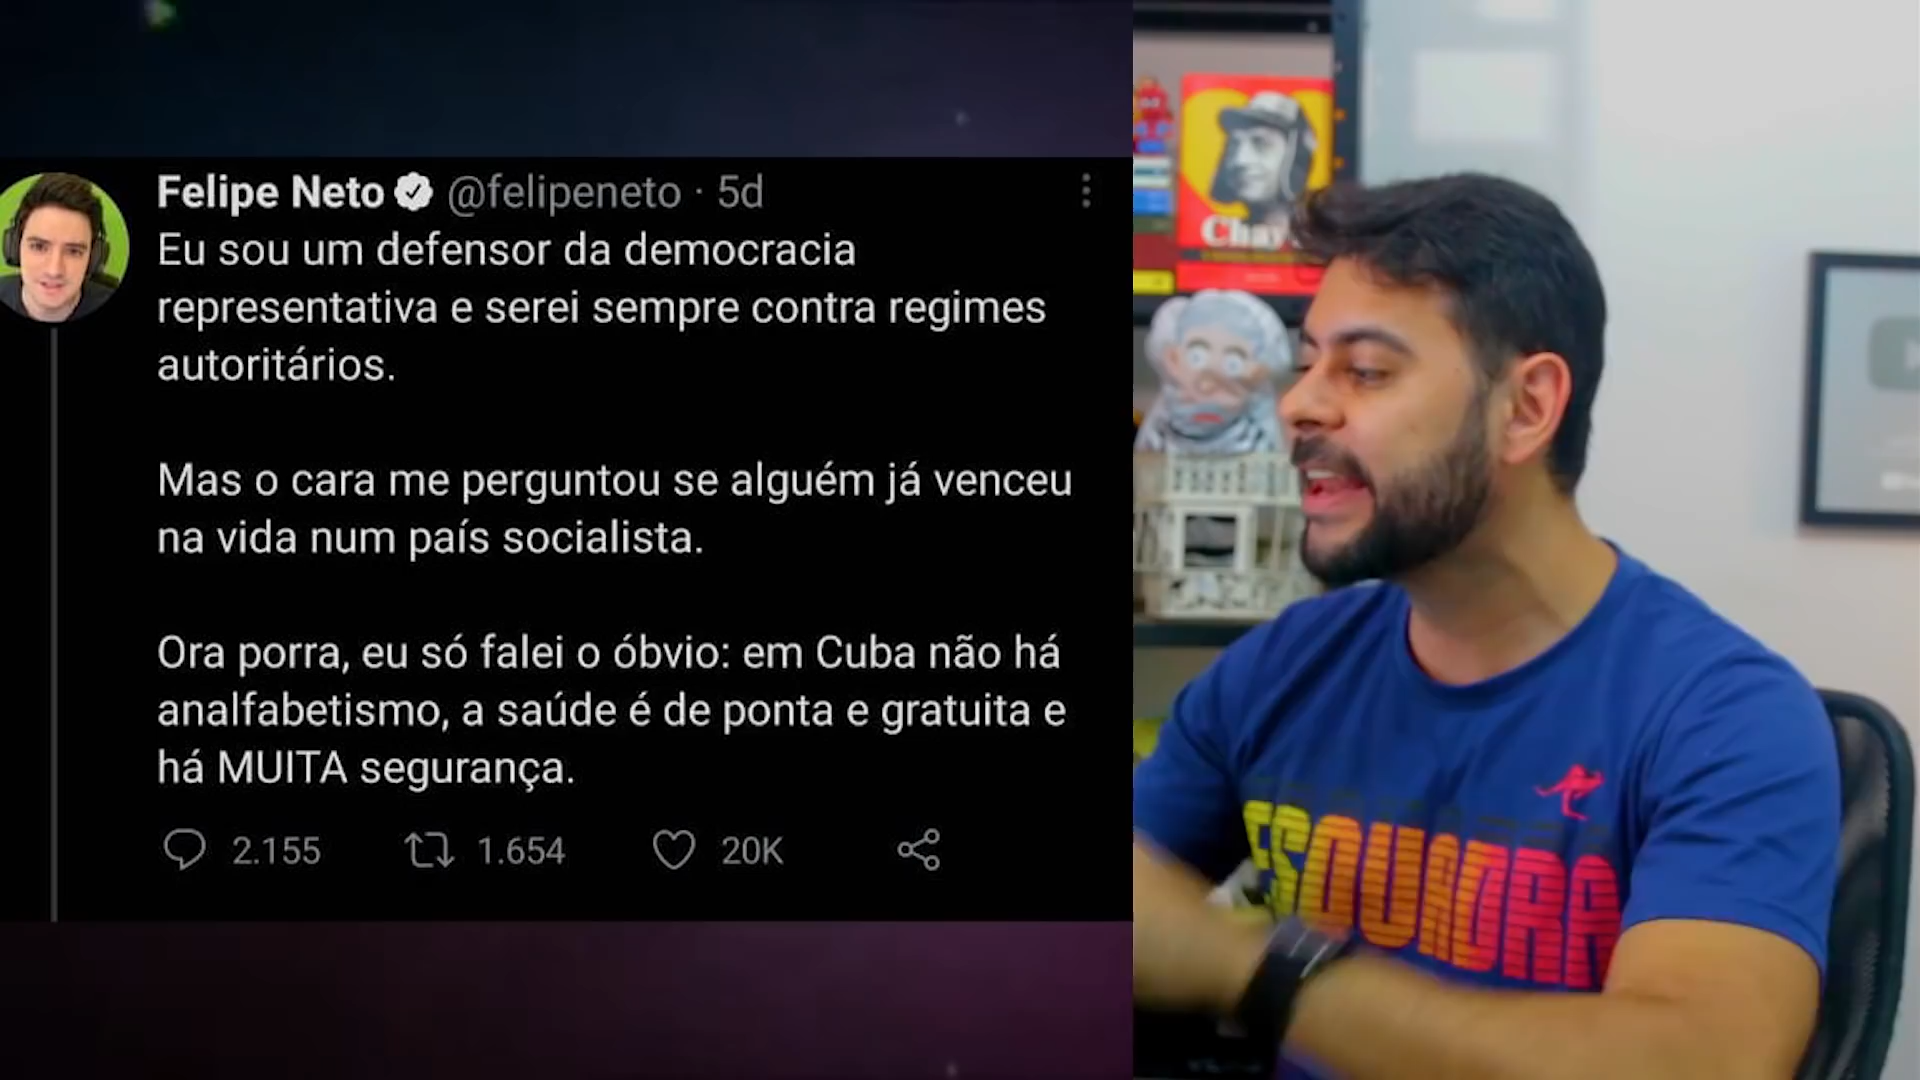 Felipe Neto @felipeneto · 5d
Eu sou um defensor da democracia
representativa e serei sempre contra regimes
autoritários.
Mas o cara me perguntou se alguém já venceu
na vida num país socialista.
Ora porra, eu só falei o óbvio: em Cuba não há
analfabetismo, a saúde é de ponta e gratuita e
há MUITA segurança.
2.155 1.654 20K
ESQUADRA